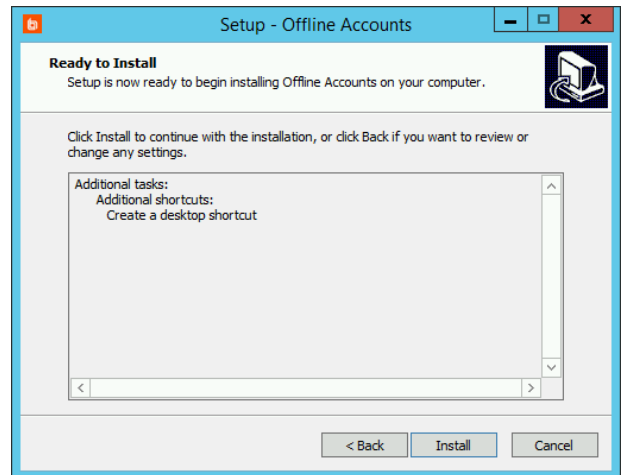 Setup - Offline Accounts
Ready to Install
Setup is now ready to begin installing Offline Accounts on your computer.
Click Install to continue with the installation, or click Back if you want to review or
change any settings.
Additional tasks:
Additional shortcuts:
Create a desktop shortcut
< Back Install Cancel